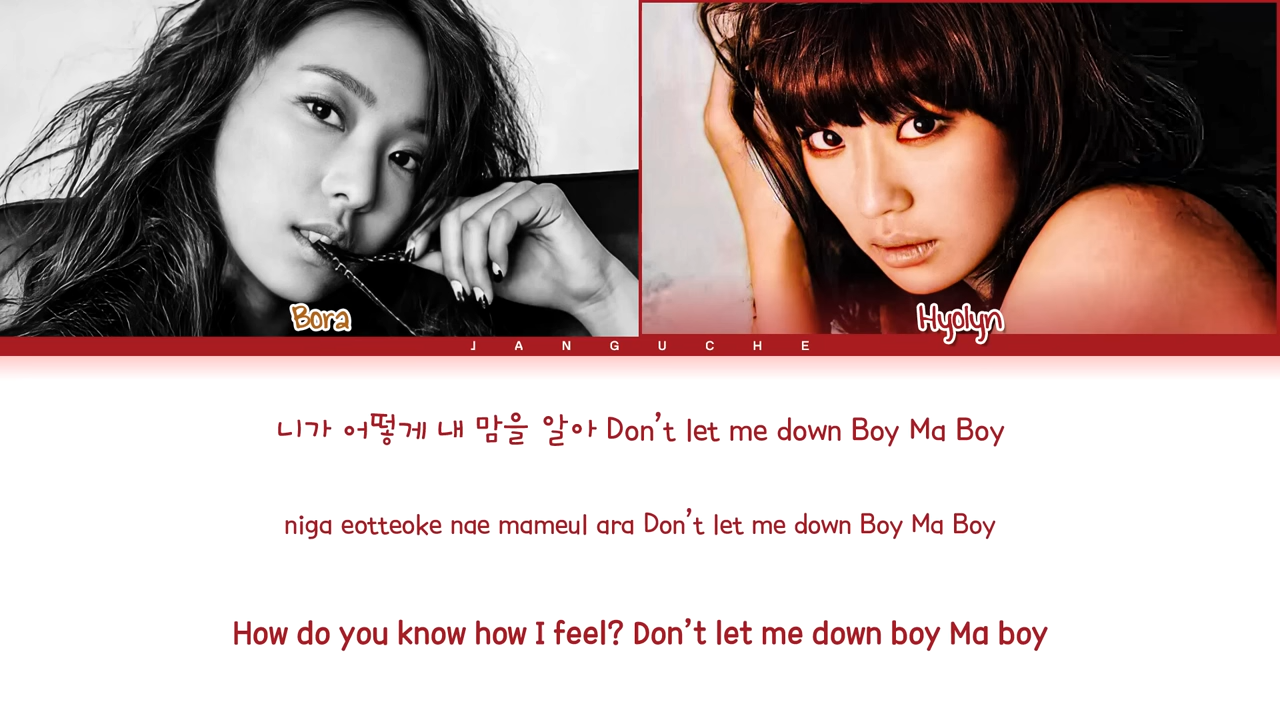 Bora
Hyolyn
JANGUCHE
니가 어떻게 내 맘을 알아 Don't let me down Boy Ma Boy
niga eotteoke nae mameul ara Don't let me down Boy Ma Boy
How do you know how I feel? Don't let me down boy Ma boy